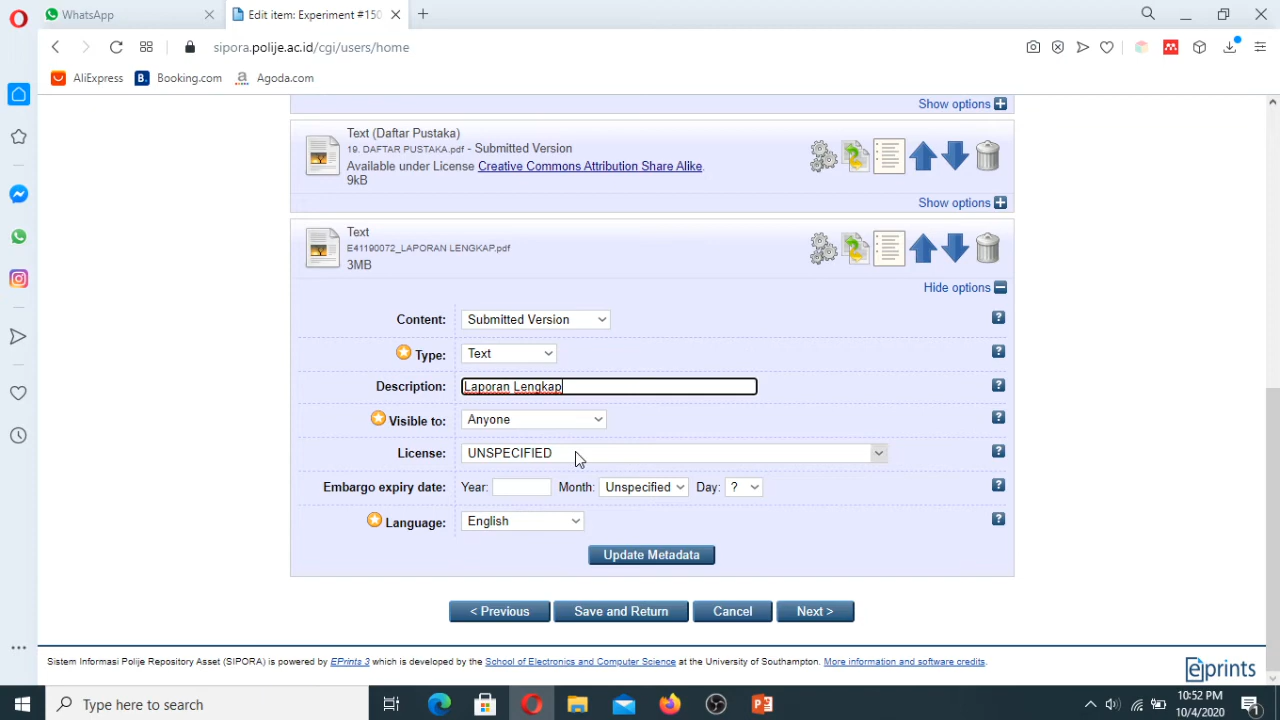 WhatsApp
Edit item: Experiment #150
sipora.polije.ac.id/cgi/users/home
AliExpress
B.
Booking.com
a
Agoda.com
Show options
Text (Daftar Pustaka)
19. DAFTAR PUSTAKA.pdf - Submitted Version
Available under License Creative Commons Attribution Share Alike.
9kB
Show options
Text
E41190072_LAPORAN LENGKAP.pdf
3MB
Hide options
Content: Submitted Version ?
Type: Text ?
Description: Laporan Lengkap ?
Visible to: Anyone ?
License: UNSPECIFIED ?
Embargo expiry date: Year: Month: Unspecified Day: ? ?
Language: English ?
Update Metadata
< Previous Save and Return Cancel Next >
Sistem Informasi Polije Repository Asset (SIPORA) is powered by EPrints 3 which is developed by the School of Electronics and Computer Science at the University of Southampton. More information and software credits.
eprints
Type here to search
10:52 PM
10/4/2020
1